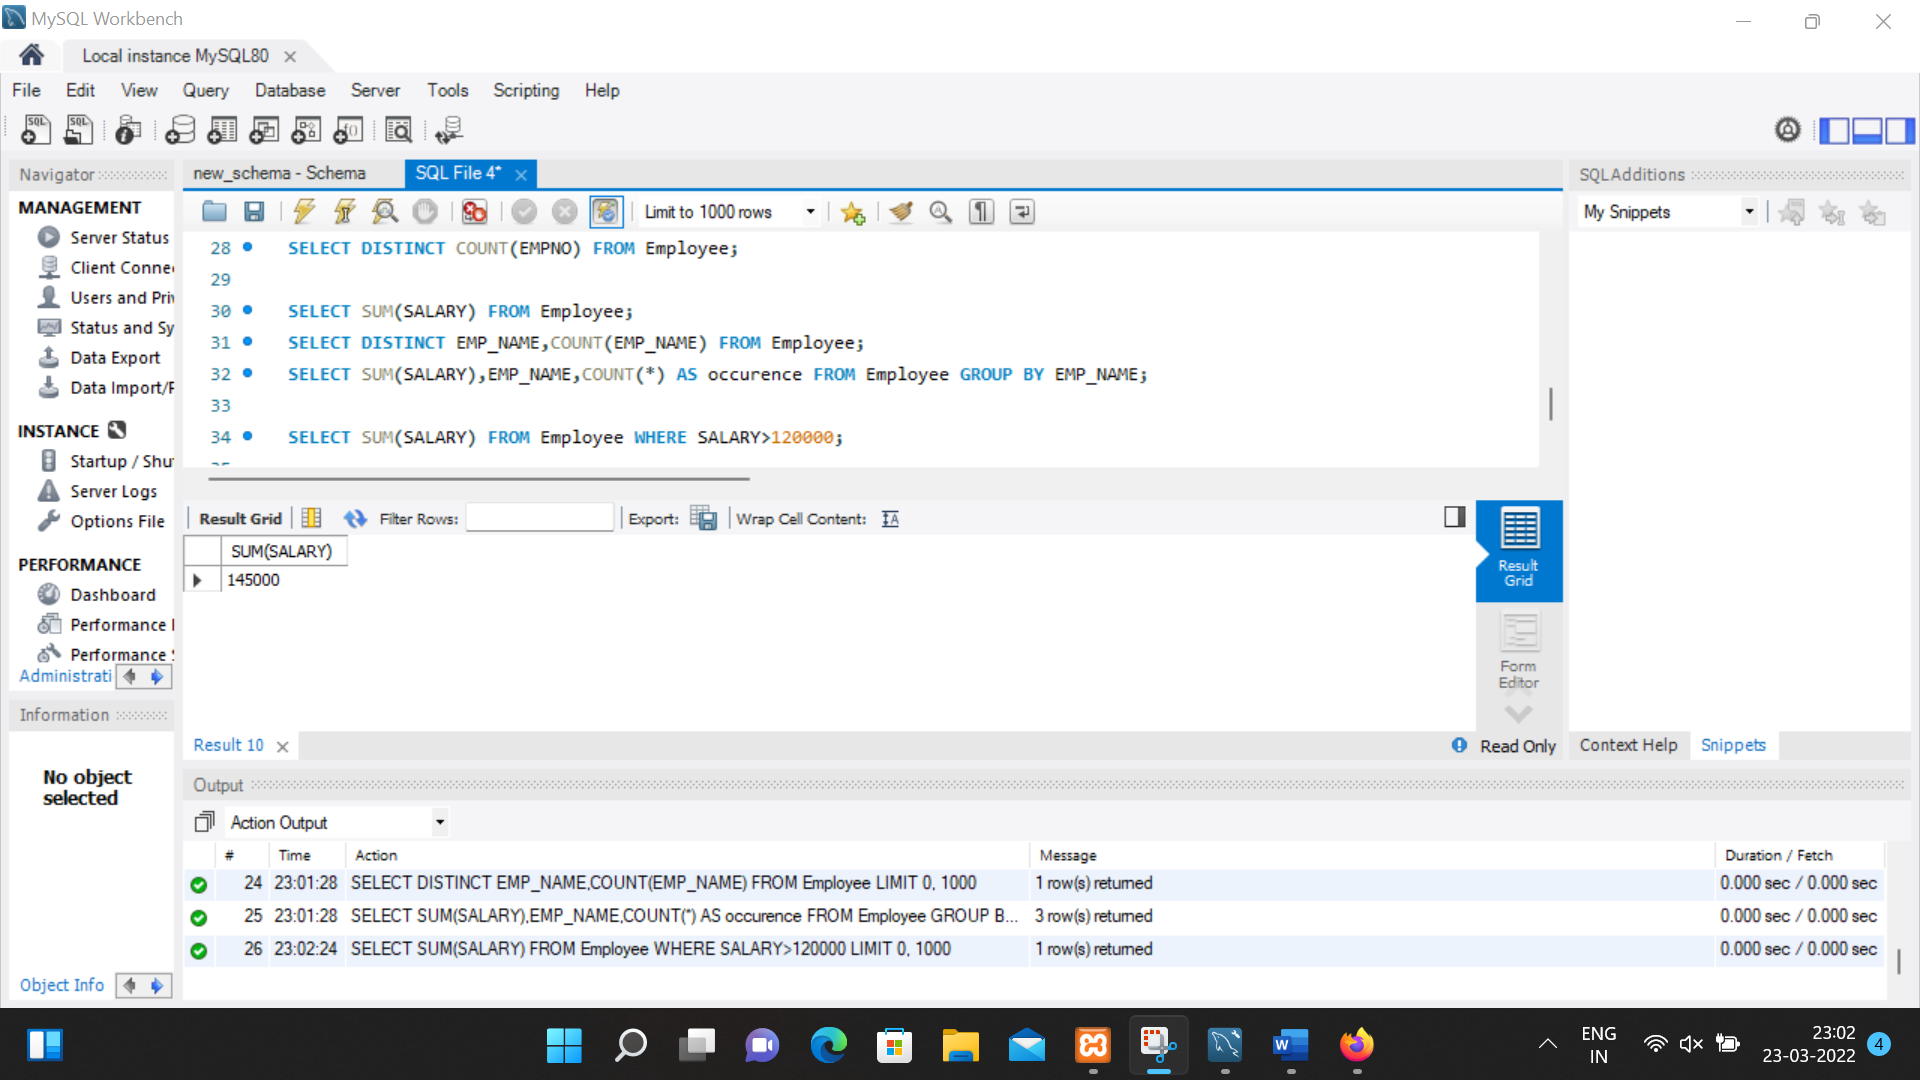 MySQL Workbench
Local instance MySQL80
File Edit View Query Database Server Tools Scripting Help
Navigator
MANAGEMENT
Server Status
Client Conne
Users and Pri
Status and Sy
Data Export
Data Import/
INSTANCE
Startup / Shu
Server Logs
Options File
PERFORMANCE
Dashboard
Performance
Performance
Administrati
Information
No object
selected
Object Info
new_schema - Schema
SQL File 4*
Limit to 1000 rows
28 SELECT DISTINCT COUNT(EMPNO) FROM Employee;
29
30 SELECT SUM(SALARY) FROM Employee;
31 SELECT DISTINCT EMP_NAME,COUNT(EMP_NAME) FROM Employee;
32 SELECT SUM(SALARY),EMP_NAME,COUNT(*) AS occurence FROM Employee GROUP BY EMP_NAME;
33
34 SELECT SUM(SALARY) FROM Employee WHERE SALARY>120000;
Result Grid Filter Rows: Export: Wrap Cell Content:
SUM(SALARY)
145000
Result
Grid
Form
Editor
Result 10
Read Only
SQLAdditions
My Snippets
Context Help Snippets
Output
Action Output
# Time Action Message Duration / Fetch
24 23:01:28 SELECT DISTINCT EMP_NAME,COUNT(EMP_NAME) FROM Employee LIMIT 0, 1000 1 row(s) returned 0.000 sec / 0.000 sec
25 23:01:28 SELECT SUM(SALARY),EMP_NAME,COUNT(*) AS occurence FROM Employee GROUP B... 3 row(s) returned 0.000 sec / 0.000 sec
26 23:02:24 SELECT SUM(SALARY) FROM Employee WHERE SALARY>120000 LIMIT 0, 1000 1 row(s) returned 0.000 sec / 0.000 sec
ENG
IN
23:02
23-03-2022
4